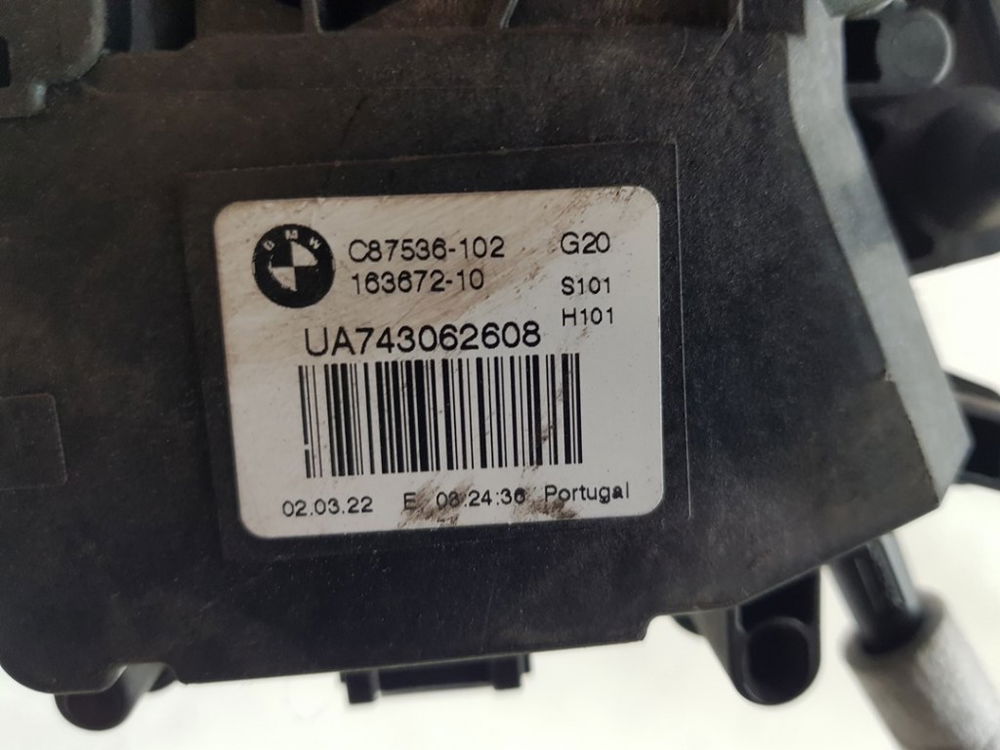 BMW
C87536-102 G20
163672-10 S101
H101
UA743062608
02.03.22 E 08:24:36 Portugal